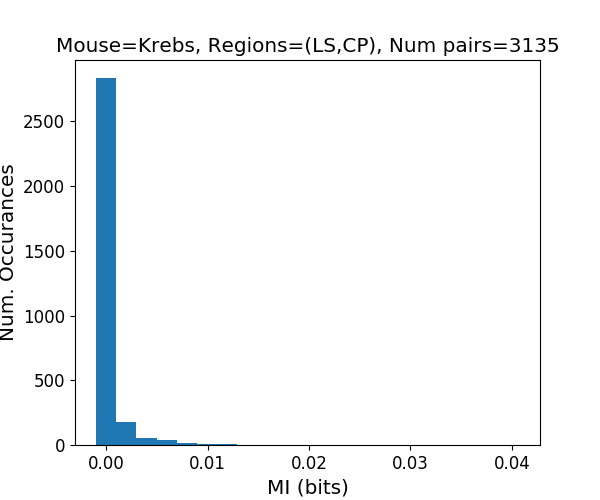 Mouse=Krebs, Regions=(LS,CP), Num pairs=3135
Num. Occurances
2500
2000
1500
1000
500
0
0.00 0.01 0.02 0.03 0.04
MI (bits)